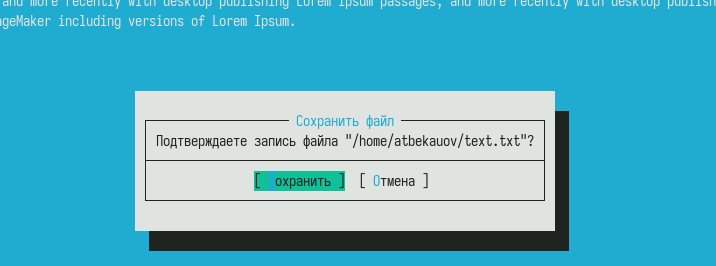 and more recently with desktop publishing Lorem Ipsum passages, and more recently with desktop publish
ageMaker including versions of Lorem Ipsum.
Сохранить файл
Подтверждаете запись файла "/home/atbekauov/text.txt"?
[ Сохранить ] [ Отмена ]